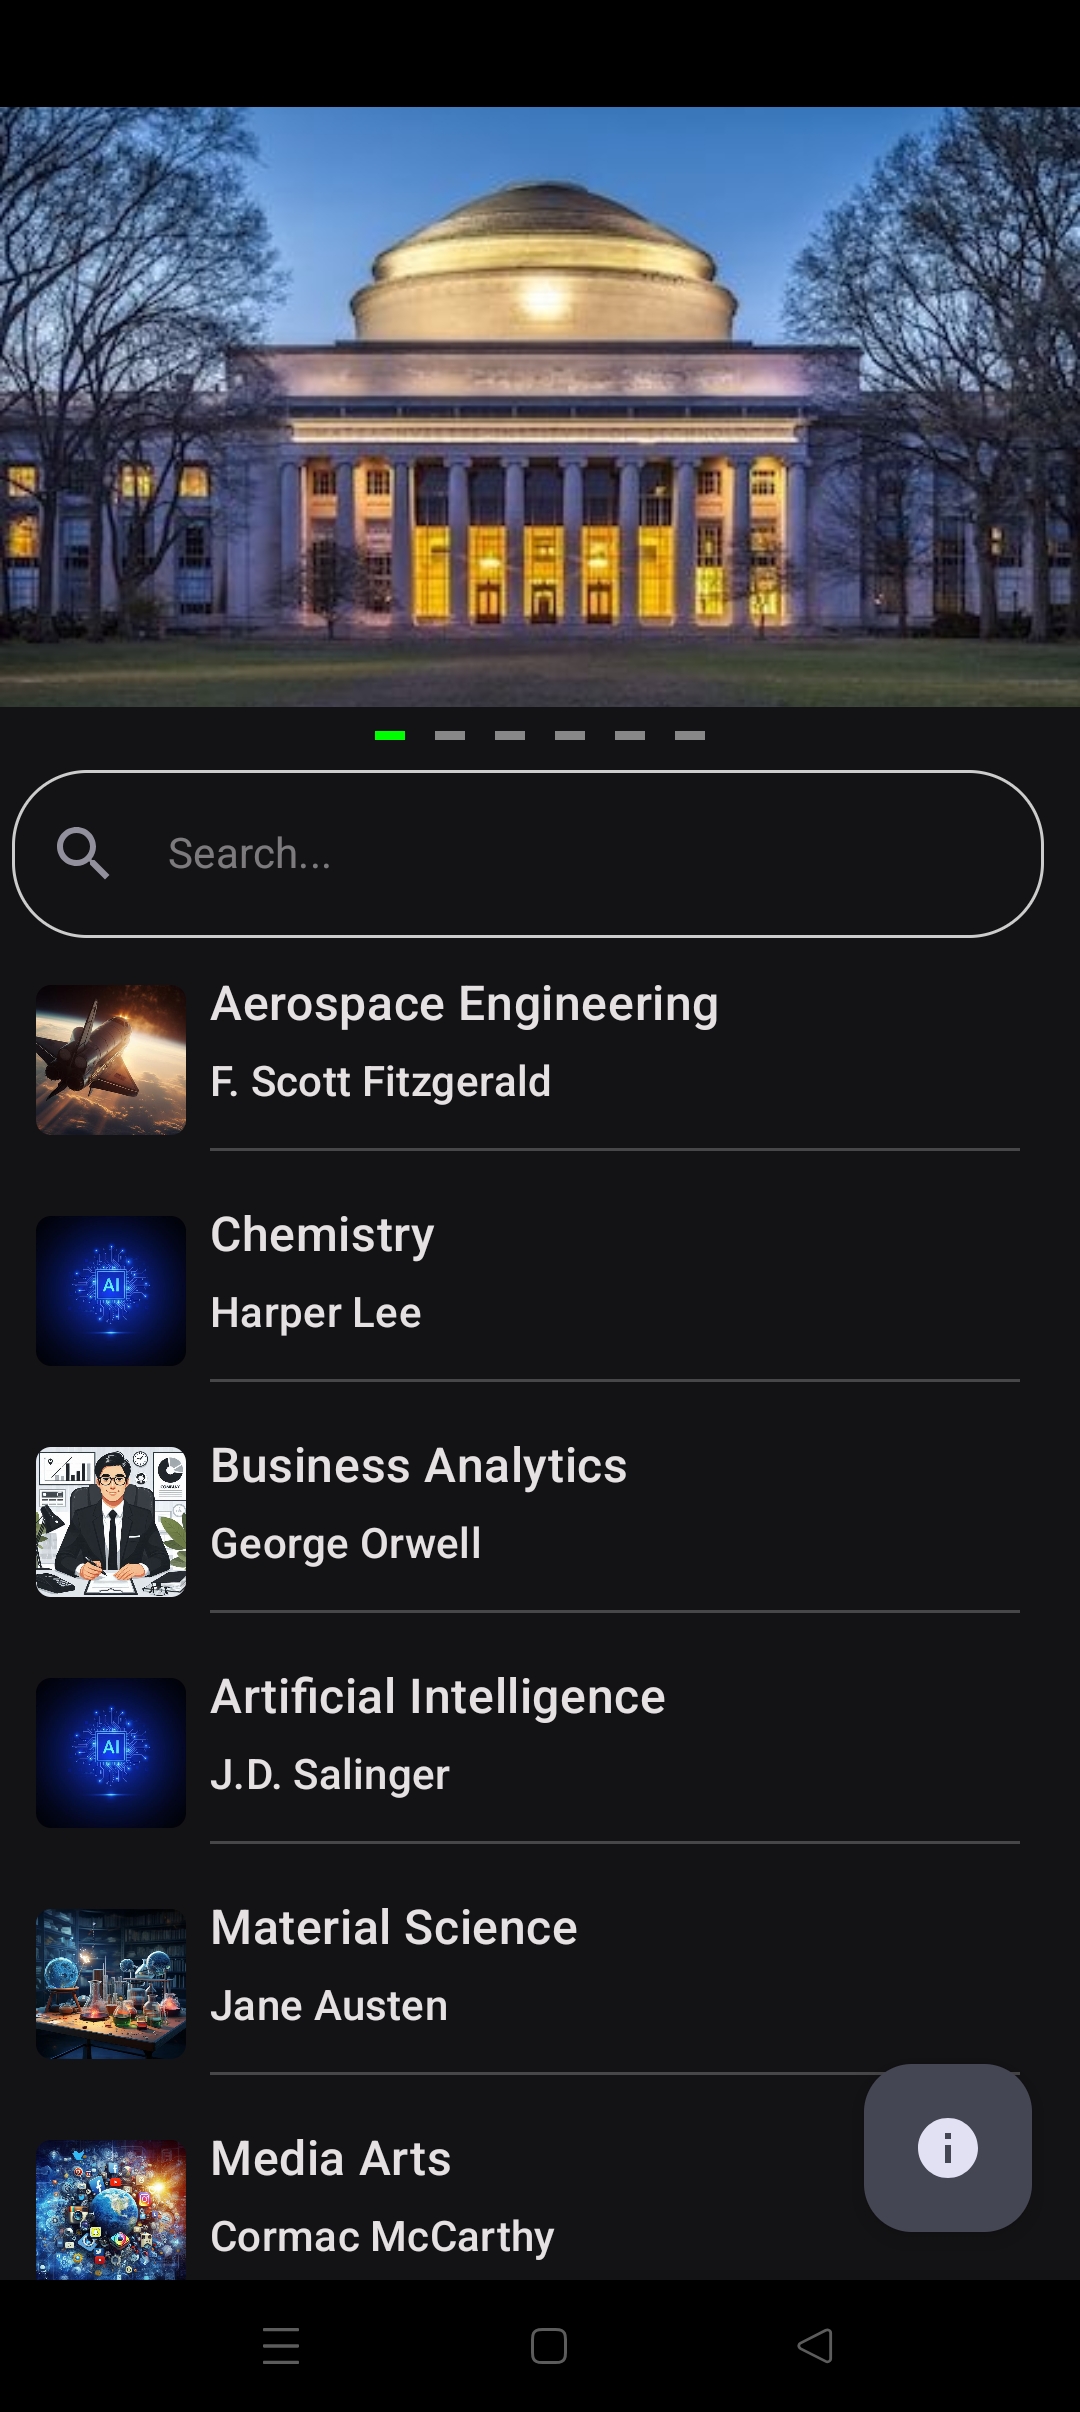 Search...
Aerospace Engineering
F. Scott Fitzgerald
Chemistry
AI
Harper Lee
Business Analytics
George Orwell
Artificial Intelligence
AI
J.D. Salinger
Material Science
Jane Austen
Media Arts
Cormac McCarthy